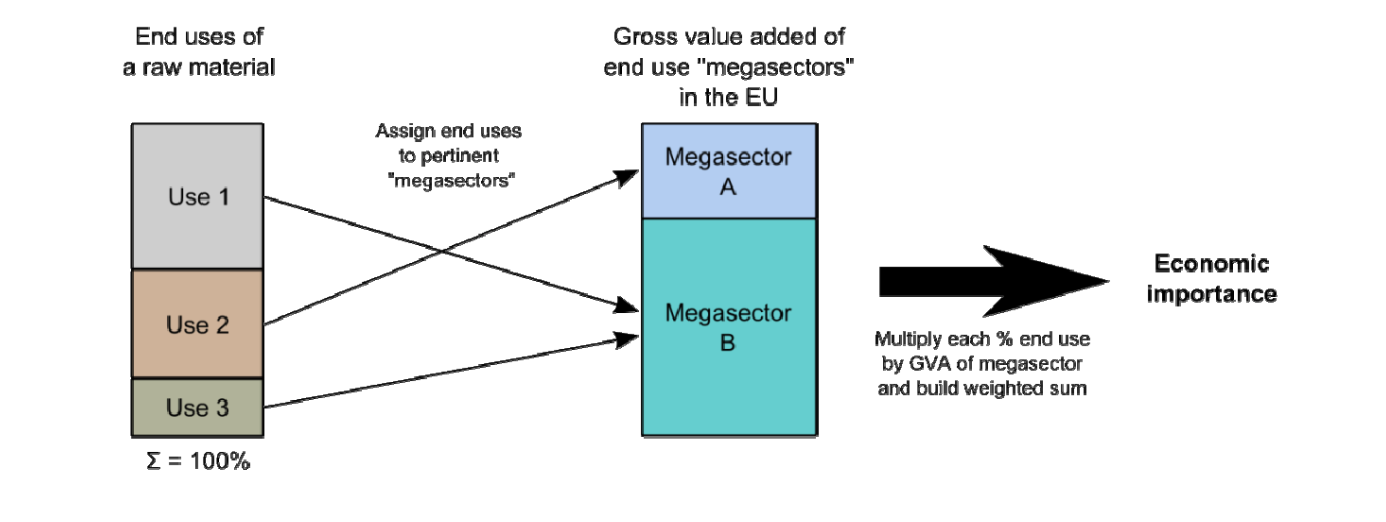 End uses of
a raw material
Gross value added of
end use "megasectors"
in the EU
Assign end uses
to pertinent
"megasectors"
Use 1
Use 2
Use 3
Σ = 100%
Megasector
A
Megasector
B
Economic
importance
Multiply each % end use
by GVA of megasector
and build weighted sum